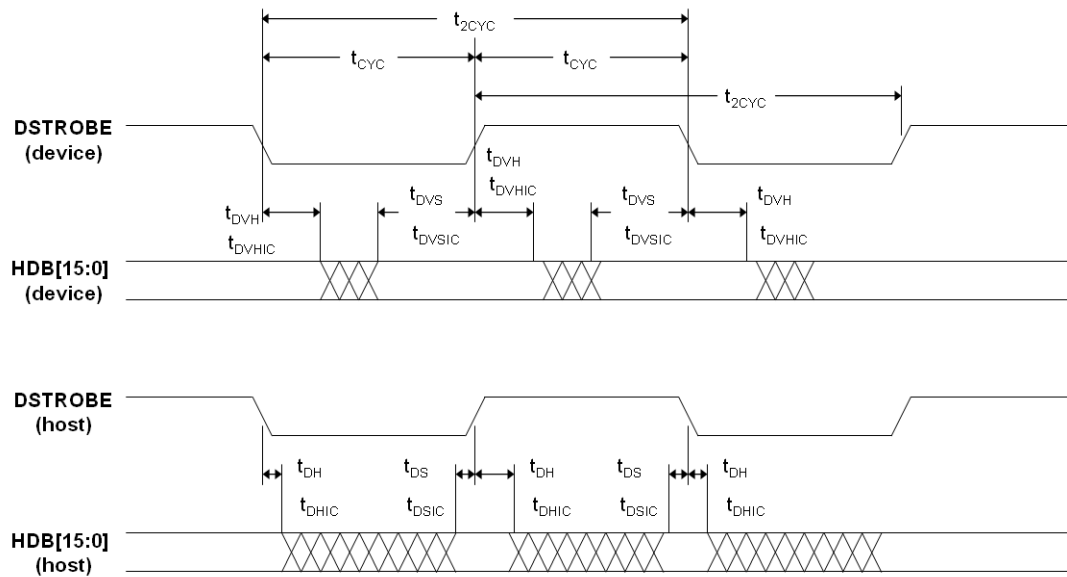 t2CYC
tCYC tCYC
t2CYC
DSTROBE
(device)
tDVH
tDVHIC
tDVS tDVS tDVH
tDVH
tDVHIC tDVSIC tDVSIC tDVHIC
HDB[15:0]
(device)
DSTROBE
(host)
tDH tDS tDH tDS tDH
tDHIC tDSIC tDHIC tDSIC tDHIC
HDB[15:0]
(host)